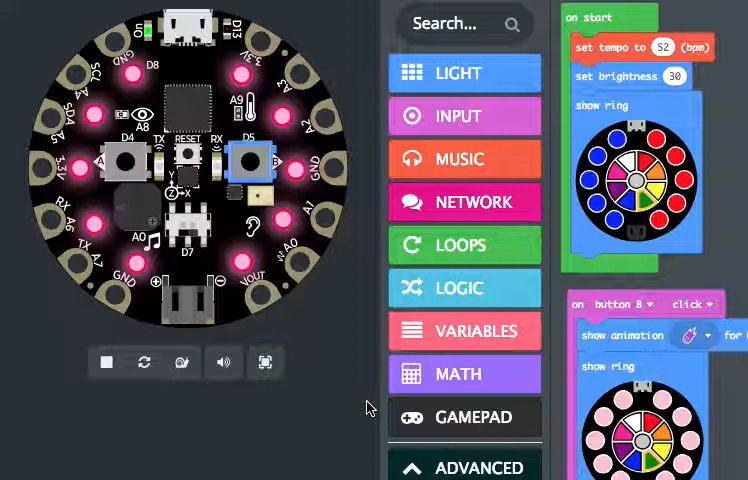 On
D13
GND
3.3V
D8
SCL
A4
A3
SDA
A5
A8
A9
A2
D4
TX
RESET
RX
D5
3.3V
A
B
GND
Y
Z
X
RX
A6
A1
A0
TX
A7
D7
A0
GND
VOUT
Search...
LIGHT
INPUT
MUSIC
NETWORK
LOOPS
LOGIC
VARIABLES
MATH
GAMEPAD
ADVANCED
on start
set tempo to 52 (bpm)
set brightness 30
show ring
on button B click
show animation for
show ring